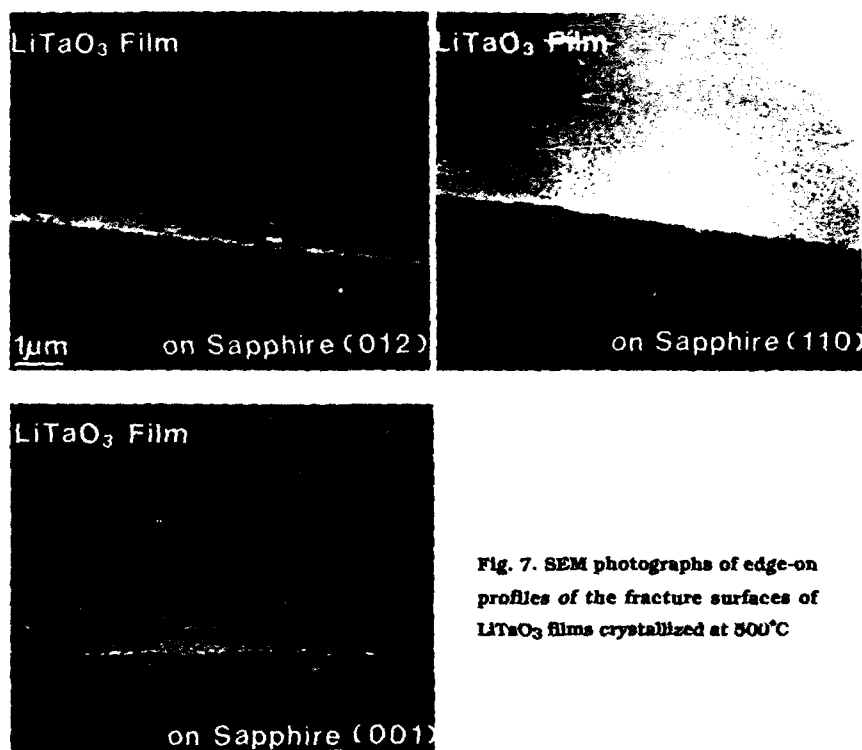 LiTaO₃ Film
LiTaO₃ Film
1μm
on Sapphire (012)
on Sapphire (110)
LiTaO₃ Film
on Sapphire (001)
Fig. 7. SEM photographs of edge-on
profiles of the fracture surfaces of
LiTaO₃ films crystallized at 500°C